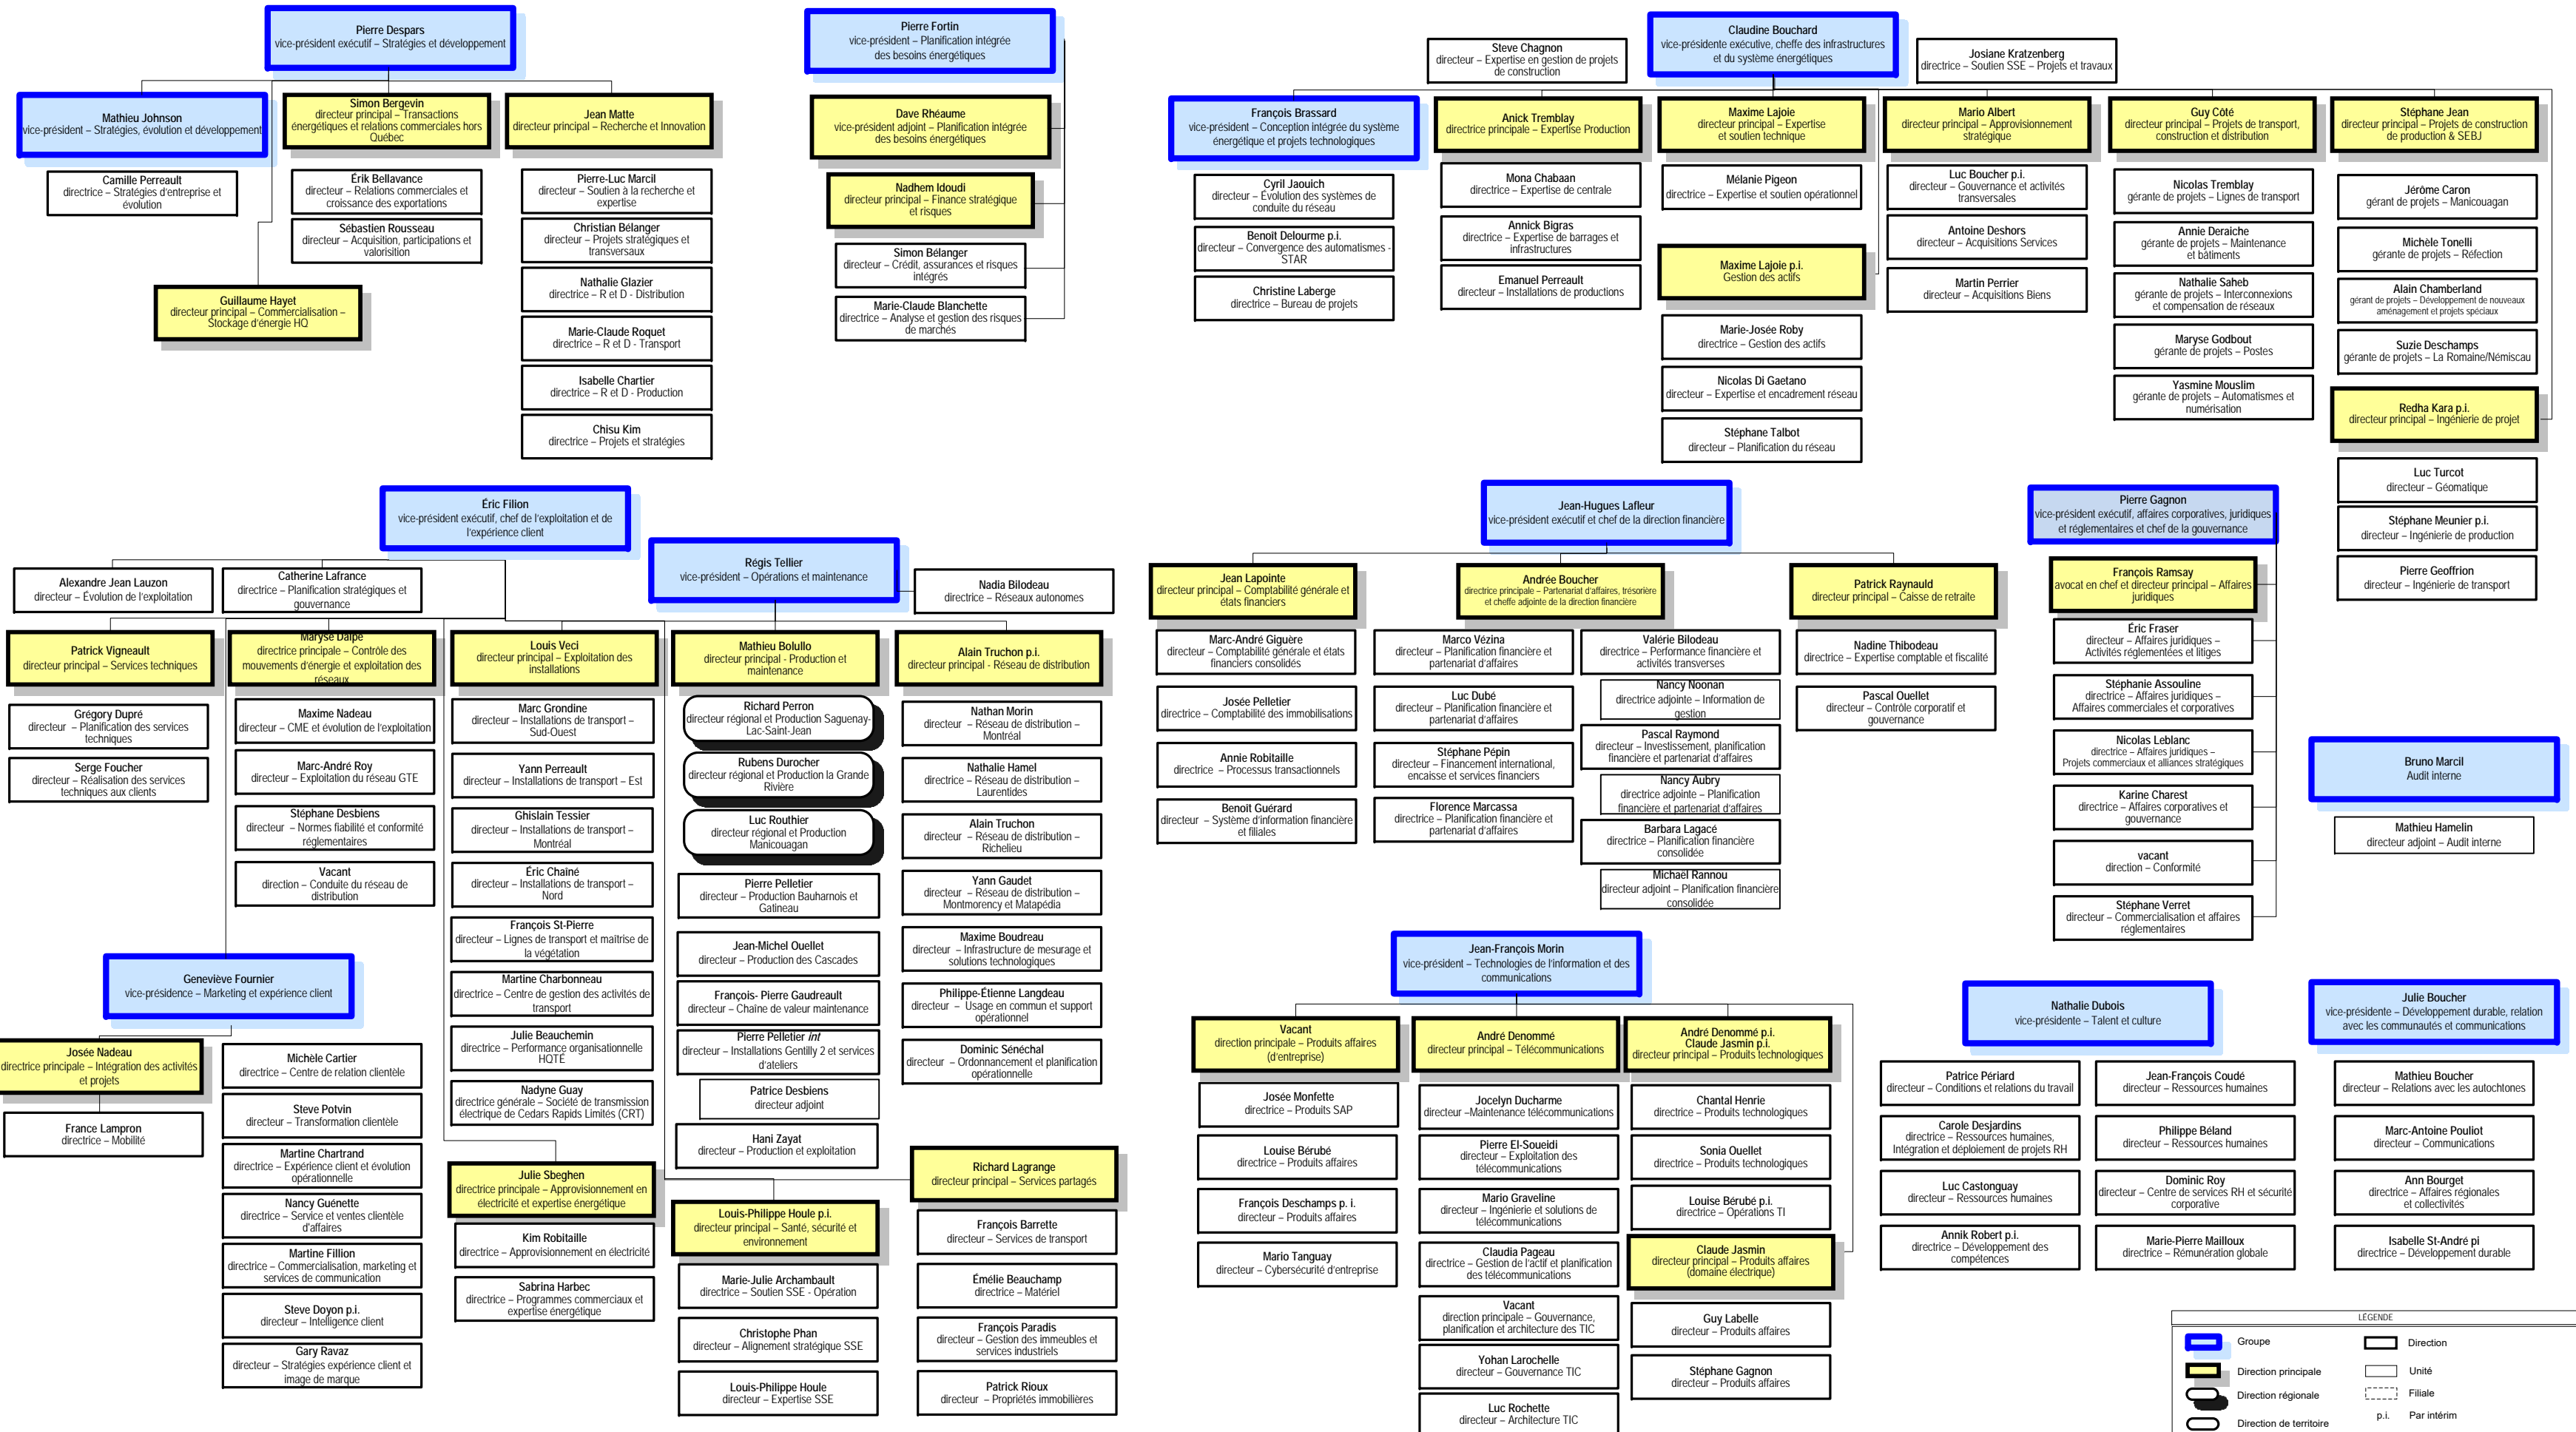 Pierre Despars
vice-président exécutif – Stratégies et développement
Mathieu Johnson
vice-président – Stratégies, évolution et développement
Camille Perreault
directrice – Stratégies d'entreprise et
évolution
Simon Bergevin
directeur principal – Transactions
énergétiques et relations commerciales hors
Québec
Érik Bellavance
directeur – Relations commerciales et
croissance des exportations
Sébastien Rousseau
directeur – Acquisition, participations et
valorisation
Guillaume Hayet
directeur principal – Commercialisation –
Stockage d'énergie HQ
Jean Matte
directeur principal – Recherche et Innovation
Pierre-Luc Marcil
directeur – Soutien à la recherche et
expertise
Christian Bélanger
directeur – Projets stratégiques et
transversaux
Nathalie Glazier
directrice – R et D - Distribution
Marie-Claude Roquet
directrice – R et D - Transport
Isabelle Chartier
directrice – R et D - Production
Chisu Kim
directrice – Projets et stratégies
Pierre Fortin
vice-président – Planification intégrée
des besoins énergétiques
Dave Rhéaume
vice-président adjoint – Planification intégrée
des besoins énergétiques
Nadhem Idoudi
directeur principal – Finance stratégique
et risques
Simon Bélanger
directeur – Crédit, assurances et risques
intégrés
Marie-Claude Blanchette
directrice – Analyse et gestion des risques
de marchés
Steve Chagnon
directeur – Expertise en gestion de projets
de construction
Claudine Bouchard
vice-présidente exécutive, cheffe des infrastructures
et du système énergétiques
Josiane Kratzenberg
directrice – Soutien SSE – Projets et travaux
François Brassard
vice-président – Conception intégrée du système
énergétique et projets technologiques
Cyril Jaouich
directeur – Évolution des systèmes de
conduite du réseau
Benoît Delourme p.i.
directeur – Convergence des automatismes -
STAR
Christine Laberge
directrice – Bureau de projets
Anick Tremblay
directrice principale – Expertise Production
Mona Chabaan
directrice – Expertise de centrale
Annick Bigras
directrice – Expertise de barrages et
infrastructures
Emanuel Perreault
directeur – Installations de productions
Maxime Lajoie
directeur principal – Expertise
et soutien technique
Mélanie Pigeon
directrice – Expertise et soutien opérationnel
Maxime Lajoie p.i.
Gestion des actifs
Marie-Josée Roby
directrice – Gestion des actifs
Nicolas Di Gaetano
directeur – Expertise et encadrement réseau
Stéphane Talbot
directeur – Planification du réseau
Mario Albert
directeur principal – Approvisionnement
stratégique
Luc Boucher p.i.
directeur – Gouvernance et activités
transversales
Antoine Deshors
directeur – Acquisitions Services
Martin Perrier
directeur – Acquisitions Biens
Guy Côté
directeur principal – Projets de transport,
construction et distribution
Nicolas Tremblay
gérante de projets – Lignes de transport
Annie Deraiche
gérante de projets – Maintenance
et bâtiments
Nathalie Saheb
gérante de projets – Interconnexions
et compensation de réseaux
Maryse Godbout
gérante de projets – Postes
Yasmine Mouslim
gérante de projets – Automatismes et
numérisation
Stéphane Jean
directeur principal – Projets de construction
de production & SEBJ
Jérôme Caron
gérant de projets – Manicouagan
Michèle Tonelli
gérante de projets – Réfection
Alain Chamberland
gérant de projets – Développement de nouveaux
aménagement et projets spéciaux
Suzie Deschamps
gérante de projets – La Romaine/Némiscau
Redha Kara p.i.
directeur principal – Ingénierie de projet
Luc Turcot
directeur – Géomatique
Stéphane Meunier p.i.
directeur – Ingénierie de production
Pierre Geoffrion
directeur – Ingénierie de transport
Éric Filion
vice-président exécutif, chef de l'exploitation et de
l'expérience client
Alexandre Jean Lauzon
directeur – Évolution de l'exploitation
Catherine Lafrance
directrice – Planification stratégiques et
gouvernance
Régis Tellier
vice-président – Opérations et maintenance
Nadia Bilodeau
directrice – Réseaux autonomes
Patrick Vigneault
directeur principal – Services techniques
Grégory Dupré
directeur – Planification des services
techniques
Serge Foucher
directeur – Réalisation des services
techniques aux clients
Maryse Dalpé
directrice principale – Contrôle des
mouvements d'énergie et exploitation des
réseaux
Maxime Nadeau
directeur – CME et évolution de l'exploitation
Marc-André Roy
directeur – Exploitation du réseau GTE
Stéphane Desbiens
directeur – Normes fiabilité et conformité
réglementaires
Vacant
direction – Conduite du réseau de
distribution
Louis Veci
directeur principal – Exploitation des
installations
Marc Grondine
directeur – Installations de transport –
Sud-Ouest
Yann Perreault
directeur – Installations de transport – Est
Ghislain Tessier
directeur – Installations de transport –
Montréal
Éric Chaîné
directeur – Installations de transport –
Nord
François St-Pierre
directeur – Lignes de transport et maîtrise de
la végétation
Martine Charbonneau
directrice – Centre de gestion des activités de
transport
Julie Beauchemin
directrice – Performance organisationnelle
HQTÉ
Nadyne Guay
directrice générale – Société de transmission
électrique de Cedars Rapids Limités (CRT)
Mathieu Bolullo
directeur principal - Production et
maintenance
Richard Perron
directeur régional et Production Saguenay-
Lac-Saint-Jean
Rubens Durocher
directeur régional et Production la Grande
Rivière
Luc Routhier
directeur régional et Production
Manicouagan
Pierre Pelletier
directeur – Production Bauharnois et
Gatineau
Jean-Michel Ouellet
directeur – Production des Cascades
François- Pierre Gaudreault
directeur – Chaîne de valeur maintenance
Pierre Pelletier int
directeur – Installations Gentilly 2 et services
d'ateliers
Patrice Desbiens
directeur adjoint
Hani Zayat
directeur – Production et exploitation
Alain Truchon p.i.
directeur principal - Réseau de distribution
Nathan Morin
directeur – Réseau de distribution –
Montréal
Nathalie Hamel
directrice – Réseau de distribution –
Laurentides
Alain Truchon
directeur – Réseau de distribution –
Richelieu
Yann Gaudet
directeur – Réseau de distribution –
Montmorency et Matapédia
Maxime Boudreau
directeur – Infrastructure de mesurage et
solutions technologiques
Philippe-Étienne Langdeau
directeur – Usage en commun et support
opérationnel
Dominic Sénéchal
directeur – Ordonnancement et planification
opérationnelle
Geneviève Fournier
vice-présidence – Marketing et expérience client
Josée Nadeau
directrice principale – Intégration des activités
et projets
France Lampron
directrice – Mobilité
Michèle Cartier
directrice – Centre de relation clientèle
Steve Potvin
directeur – Transformation clientèle
Martine Chartrand
directrice – Expérience client et évolution
opérationnelle
Nancy Guénette
directrice – Service et ventes clientèle
d'affaires
Martine Fillion
directrice – Commercialisation, marketing et
services de communication
Steve Doyon p.i.
directeur – Intelligence client
Gary Ravaz
directeur – Stratégies expérience client et
image de marque
Julie Sbeghen
directrice principale – Approvisionnement en
électricité et expertise énergétique
Kim Robitaille
directrice – Approvisionnement en électricité
Sabrina Harbec
directrice – Programmes commerciaux et
expertise énergétique
Louis-Philippe Houle p.i.
directeur principal – Santé, sécurité et
environnement
Marie-Julie Archambault
directrice – Soutien SSE - Opération
Christophe Phan
directeur – Alignement stratégique SSE
Louis-Philippe Houle
directeur – Expertise SSE
Richard Lagrange
directeur principal – Services partagés
François Barrette
directeur – Services de transport
Émélie Beauchamp
directrice – Matériel
François Paradis
directeur – Gestion des immeubles et
services industriels
Patrick Rioux
directeur – Propriétés immobilières
Jean-Hugues Lafleur
vice-président exécutif et chef de la direction financière
Jean Lapointe
directeur principal – Comptabilité générale et
états financiers
Marc-André Giguère
directeur – Comptabilité générale et états
financiers consolidés
Josée Pelletier
directrice – Comptabilité des immobilisations
Annie Robitaille
directrice – Processus transactionnels
Benoît Guérard
directeur – Système d'information financière
et filiales
Andrée Boucher
directrice principale – Partenariat d'affaires, trésorière
et cheffe adjointe de la direction financière
Marco Vézina
directeur – Planification financière et
partenariat d'affaires
Luc Dubé
directeur – Planification financière et
partenariat d'affaires
Stéphane Pépin
directeur – Financement international,
encaisse et services financiers
Florence Marcassa
directrice – Planification financière et
partenariat d'affaires
Valérie Bilodeau
directrice – Performance financière et
activités transverses
Nancy Noonan
directrice adjointe – Information de
gestion
Pascal Raymond
directeur – Investissement, planification
financière et partenariat d'affaires
Nancy Aubry
directrice adjointe – Planification
financière et partenariat d'affaires
Barbara Lagacé
directrice – Planification financière
consolidée
Michaël Rannou
directeur adjoint – Planification financière
consolidée
Patrick Raynauld
directeur principal – Caisse de retraite
Nadine Thibodeau
directrice – Expertise comptable et fiscalité
Pascal Ouellet
directeur – Contrôle corporatif et
gouvernance
Pierre Gagnon
vice-président exécutif, affaires corporatives, juridiques
et réglementaires et chef de la gouvernance
François Ramsay
avocat en chef et directeur principal – Affaires
juridiques
Éric Fraser
directeur – Affaires juridiques –
Activités réglementées et litiges
Stéphanie Assouline
directrice – Affaires juridiques –
Affaires commerciales et corporatives
Nicolas Leblanc
directrice – Affaires juridiques –
Projets commerciaux et alliances stratégiques
Karine Charest
directrice – Affaires corporatives et
gouvernance
vacant
direction – Conformité
Stéphane Verret
directeur – Commercialisation et affaires
réglementaires
Bruno Marcil
Audit interne
Mathieu Hamelin
directeur adjoint – Audit interne
Jean-François Morin
vice-président – Technologies de l'information et des
communications
Vacant
direction principale – Produits affaires
(d'entreprise)
Josée Monfette
directrice – Produits SAP
Louise Bérubé
directrice – Produits affaires
François Deschamps p. i.
directeur – Produits affaires
Mario Tanguay
directeur – Cybersécurité d'entreprise
André Denommé
directeur principal – Télécommunications
Jocelyn Ducharme
directeur –Maintenance télécommunications
Pierre El-Soueidi
directeur – Exploitation des
télécommunications
Mario Graveline
directeur – Ingénierie et solutions de
télécommunications
Claudia Pageau
directrice – Gestion de l'actif et planification
des télécommunications
Vacant
direction principale – Gouvernance,
planification et architecture des TIC
Yohan Larochelle
directeur – Gouvernance TIC
Luc Rochette
directeur – Architecture TIC
André Denommé p.i.
Claude Jasmin p.i.
directeur principal – Produits technologiques
Chantal Henrie
directrice – Produits technologiques
Sonia Ouellet
directrice – Produits technologiques
Louise Bérubé p.i.
directrice – Opérations TI
Claude Jasmin
directeur principal – Produits affaires
(domaine électrique)
Guy Labelle
directeur – Produits affaires
Stéphane Gagnon
directeur – Produits affaires
Nathalie Dubois
vice-présidente – Talent et culture
Patrice Périard
directeur – Conditions et relations du travail
Carole Desjardins
directrice – Ressources humaines,
Intégration et déploiement de projets RH
Luc Castonguay
directeur – Ressources humaines
Annik Robert p.i.
directrice – Développement des
compétences
Jean-François Coudé
directeur – Ressources humaines
Philippe Béland
directeur – Ressources humaines
Dominic Roy
directeur – Centre de services RH et sécurité
corporative
Marie-Pierre Mailloux
directrice – Rémunération globale
Julie Boucher
vice-présidente – Développement durable, relation
avec les communautés et communications
Mathieu Boucher
directeur – Relations avec les autochtones
Marc-Antoine Pouliot
directeur – Communications
Ann Bourget
directrice – Affaires régionales
et collectivités
Isabelle St-André pi
directrice – Développement durable
LÉGENDE
Groupe
Direction
Direction principale
Unité
Direction régionale
Filiale
Direction de territoire
p.i.
Par intérim